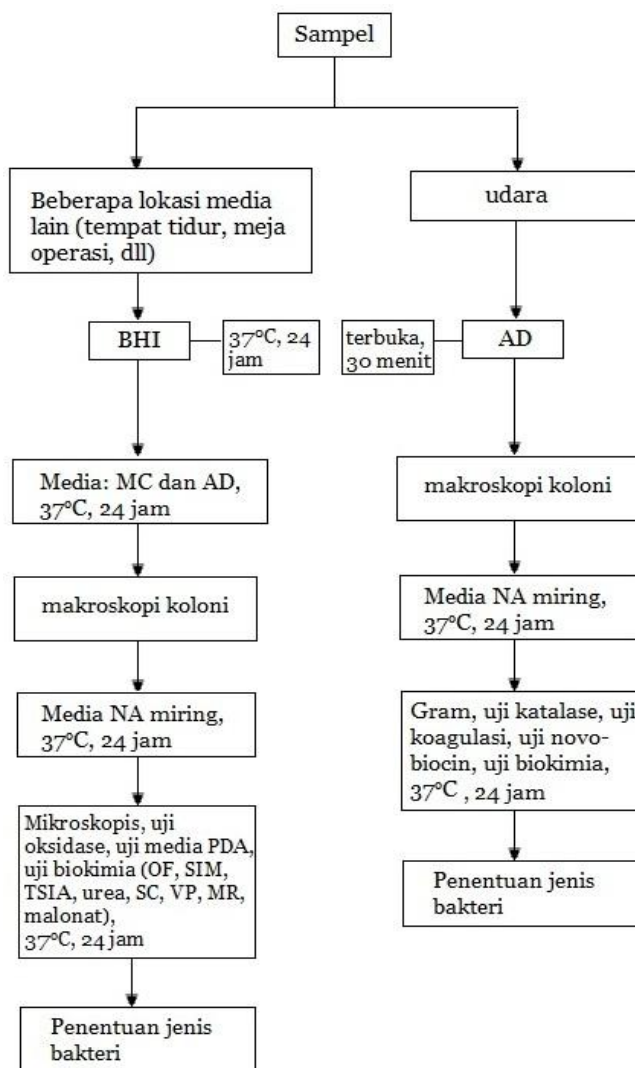 Sampel
Beberapa lokasi media
lain (tempat tidur, meja
operasi, dll)
BHI
37°C, 24
jam
Media: MC dan AD,
37°C, 24 jam
makroskopi koloni
Media NA miring,
37°C, 24 jam
Mikroskopis, uji
oksidase, uji media PDA,
uji biokimia (OF, SIM,
TSIA, urea, SC, VP, MR,
malonat),
37°C, 24 jam
Penentuan jenis
bakteri
udara
terbuka,
30 menit
AD
makroskopi koloni
Media NA miring,
37°C, 24 jam
Gram, uji katalase, uji
koagulasi, uji novo-
biocin, uji biokimia,
37°C , 24 jam
Penentuan jenis
bakteri